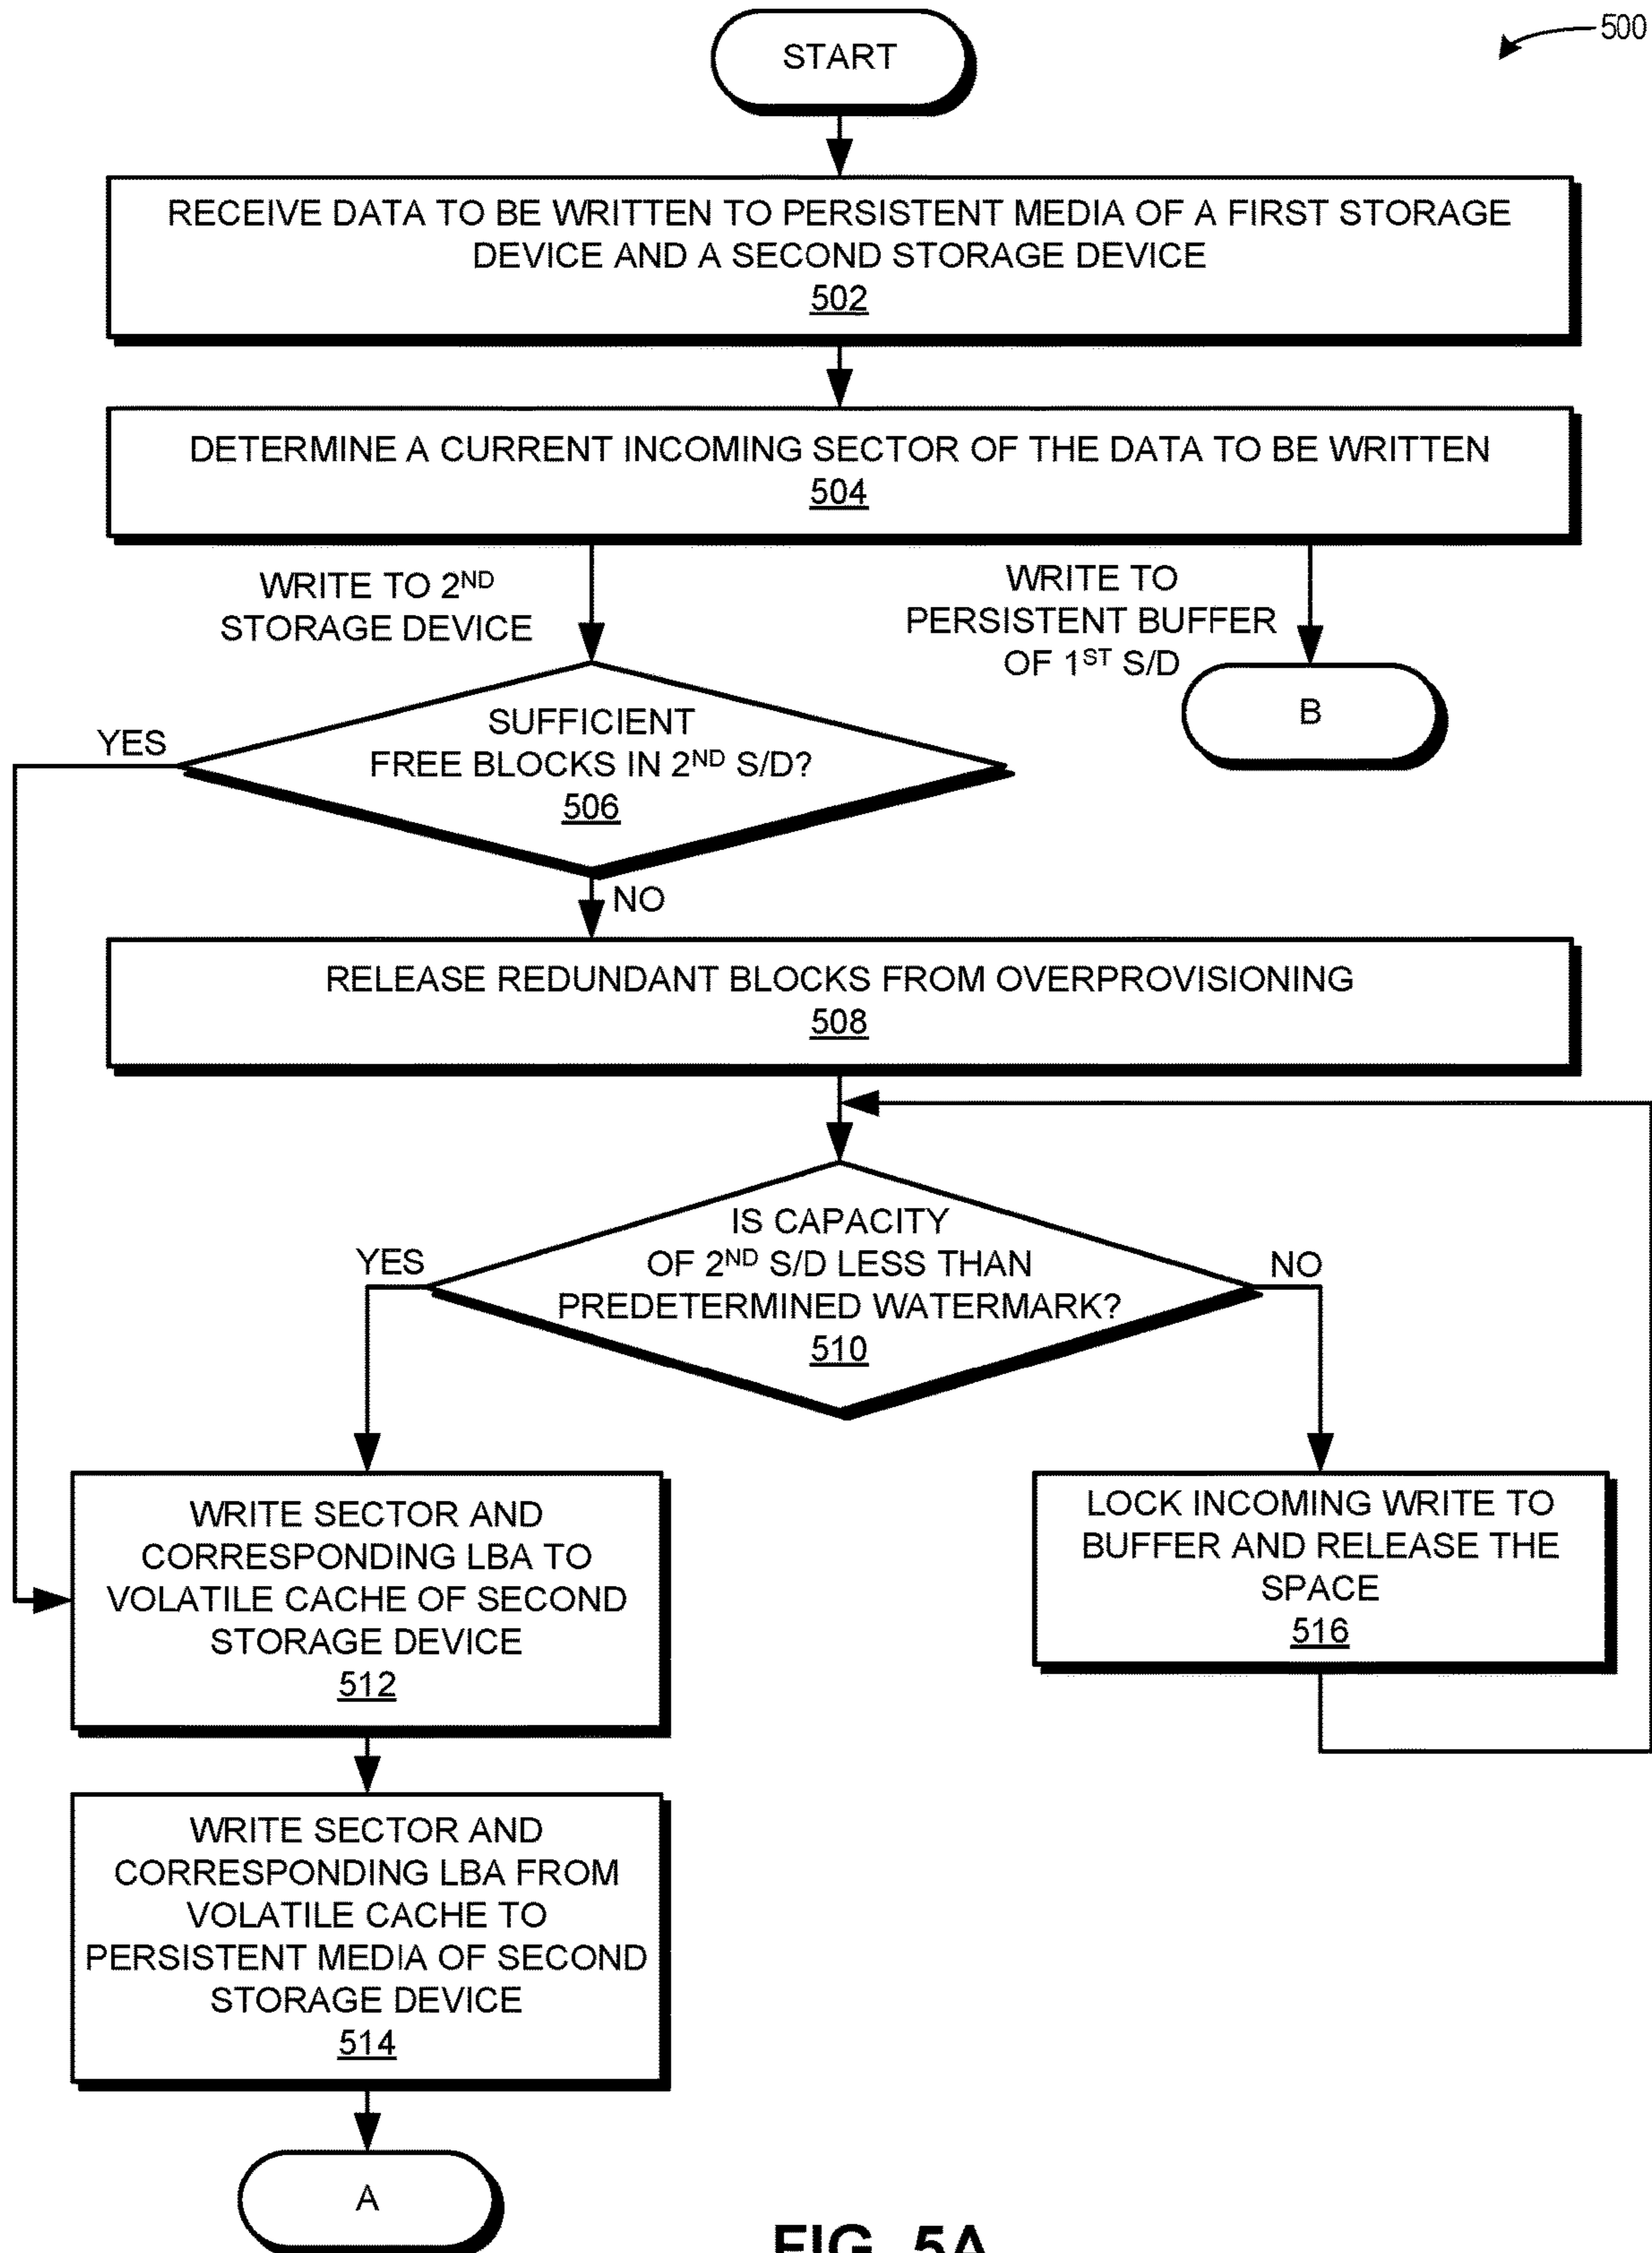 500
START
RECEIVE DATA TO BE WRITTEN TO PERSISTENT MEDIA OF A FIRST STORAGE
DEVICE AND A SECOND STORAGE DEVICE
502
DETERMINE A CURRENT INCOMING SECTOR OF THE DATA TO BE WRITTEN
504
WRITE TO 2ND
STORAGE DEVICE
WRITE TO
PERSISTENT BUFFER
OF 1ST S/D
B
SUFFICIENT
FREE BLOCKS IN 2ND S/D?
506
YES
NO
RELEASE REDUNDANT BLOCKS FROM OVERPROVISIONING
508
IS CAPACITY
OF 2ND S/D LESS THAN
PREDETERMINED WATERMARK?
510
YES
NO
WRITE SECTOR AND
CORRESPONDING LBA TO
VOLATILE CACHE OF SECOND
STORAGE DEVICE
512
LOCK INCOMING WRITE TO
BUFFER AND RELEASE THE
SPACE
516
WRITE SECTOR AND
CORRESPONDING LBA FROM
VOLATILE CACHE TO
PERSISTENT MEDIA OF SECOND
STORAGE DEVICE
514
A
FIG. 5A